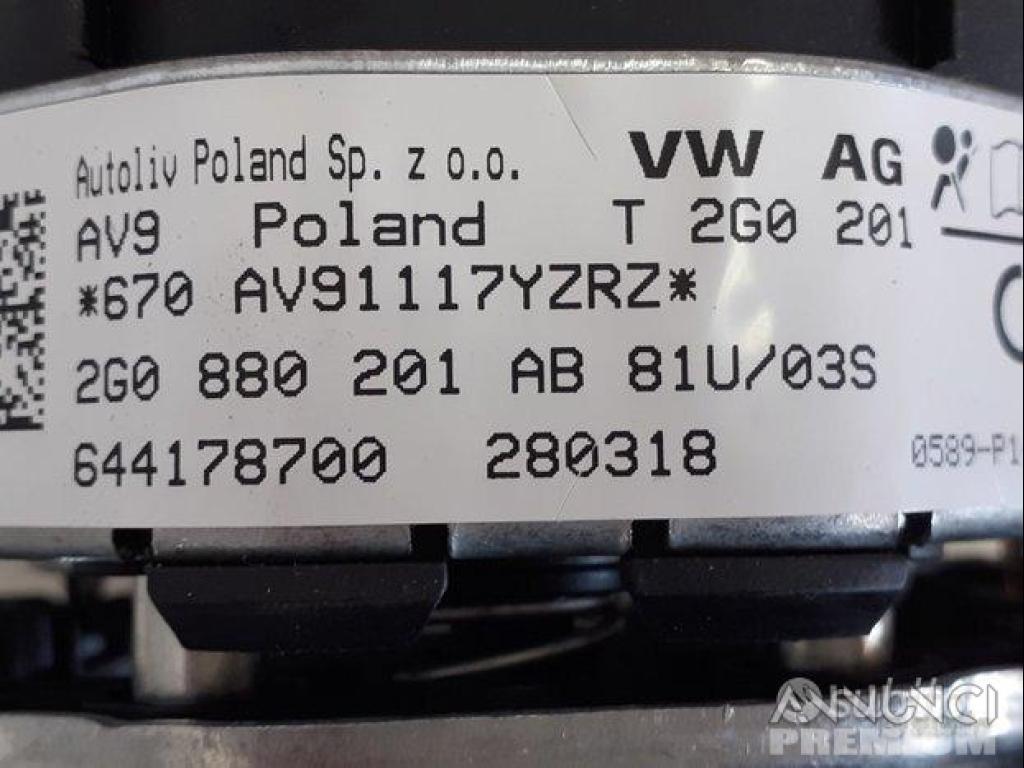 Autoliv Poland Sp. z o.o. VW AG
AV9 Poland T 2G0 201
*670 AV91117YZRZ*
2G0 880 201 AB 81U/03S
644178700 280318
0589-P1
ANNUNCI
PREMIUM